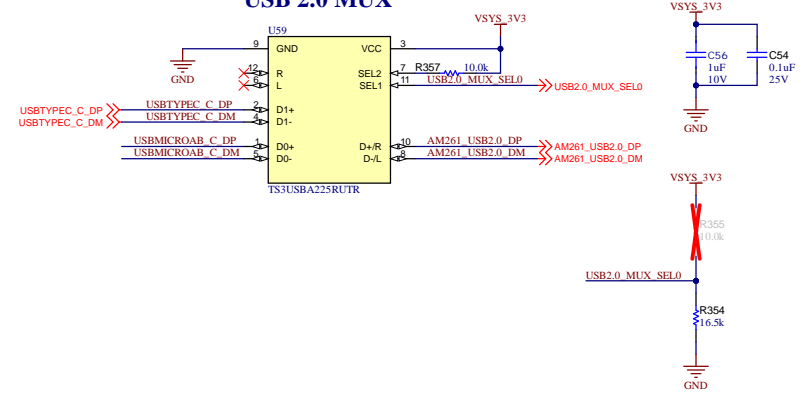 USB 2.0 MUX
VSYS_3V3
VSYS_3V3
U59
9 GND VCC 3
GND
12 R SEL2 7 R357 10.0k
6 L SEL1 11 USB2.0_MUX_SEL0 USB2.0_MUX_SEL0
USBTYPEC_C_DP USBTYPEC_C_DP 2 D1+
USBTYPEC_C_DM USBTYPEC_C_DM 4 D1-
USBMICROAB_C_DP 1 D0+ D+/R 10 AM261_USB2.0_DP AM261_USB2.0_DP
USBMICROAB_C_DM 5 D0- D-/L 8 AM261_USB2.0_DM AM261_USB2.0_DM
TS3USBA225RUTR
C56
1uF
10V
C54
0.1uF
25V
GND
VSYS_3V3
R355
10.0k
USB2.0_MUX_SEL0
R354
16.5k
GND